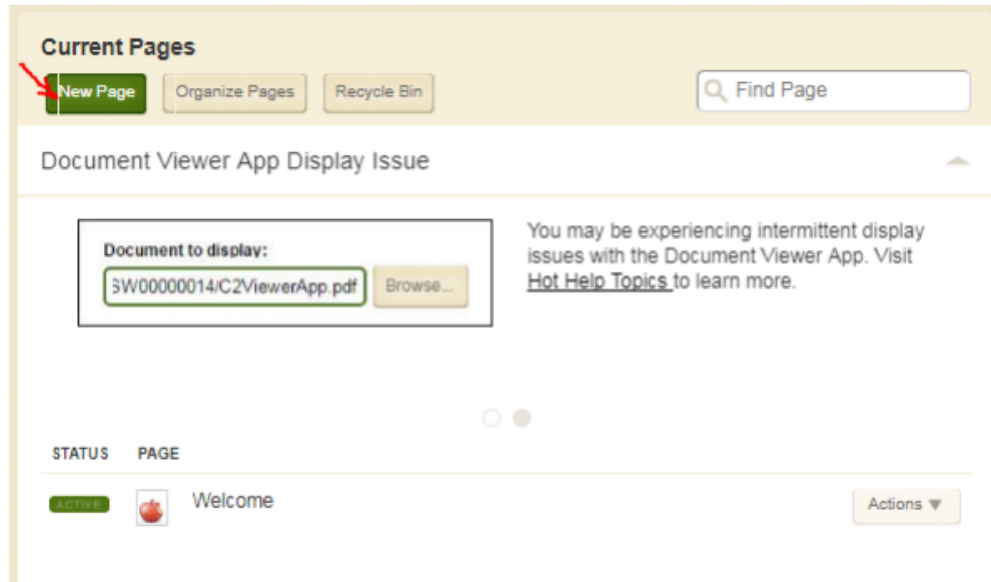 Current Pages
New Page Organize Pages Recycle Bin Find Page
Document Viewer App Display Issue
Document to display:
SW00000014/C2ViewerApp.pdf Browse...
You may be experiencing intermittent display
issues with the Document Viewer App. Visit
Hot Help Topics to learn more.
STATUS PAGE
ACTIVE Welcome Actions